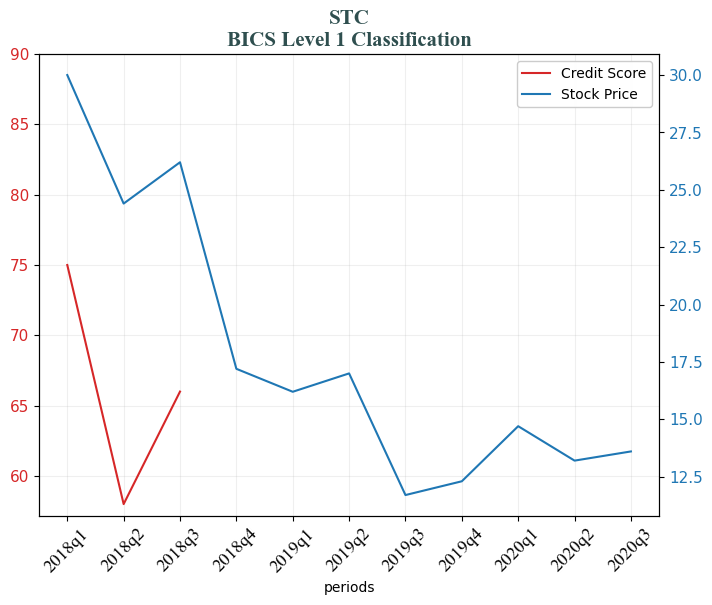 STC
BICS Level 1 Classification
Credit Score
Stock Price
90
85
80
75
70
65
60
30.0
27.5
25.0
22.5
20.0
17.5
15.0
12.5
2018q1
2018q2
2018q3
2018q4
2019q1
2019q2
2019q3
2019q4
2020q1
2020q2
2020q3
periods